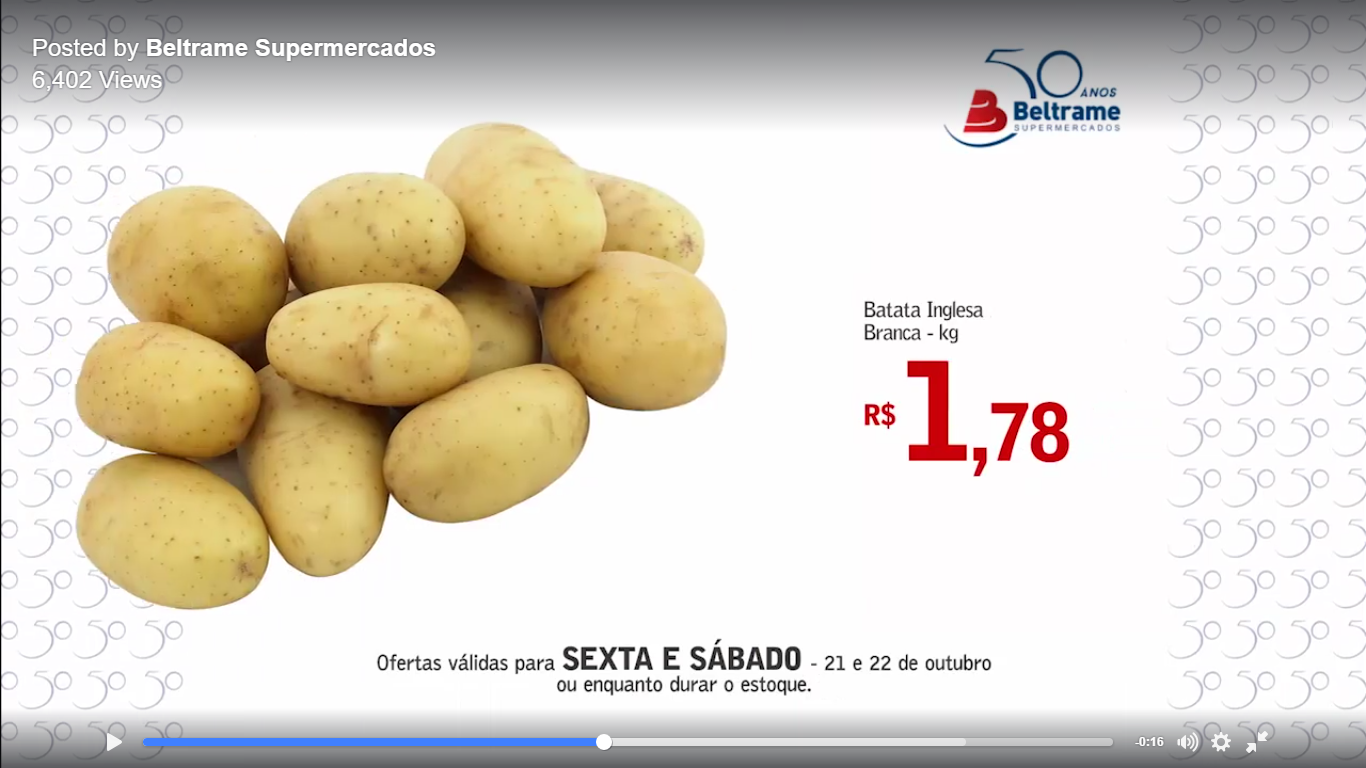 Posted by Beltrame Supermercados
6,402 Views
50 ANOS
B Beltrame
SUPERMERCADOS
Batata Inglesa
Branca - kg
R$ 1,78
Ofertas válidas para SEXTA E SÁBADO - 21 e 22 de outubro
ou enquanto durar o estoque.
-0:16